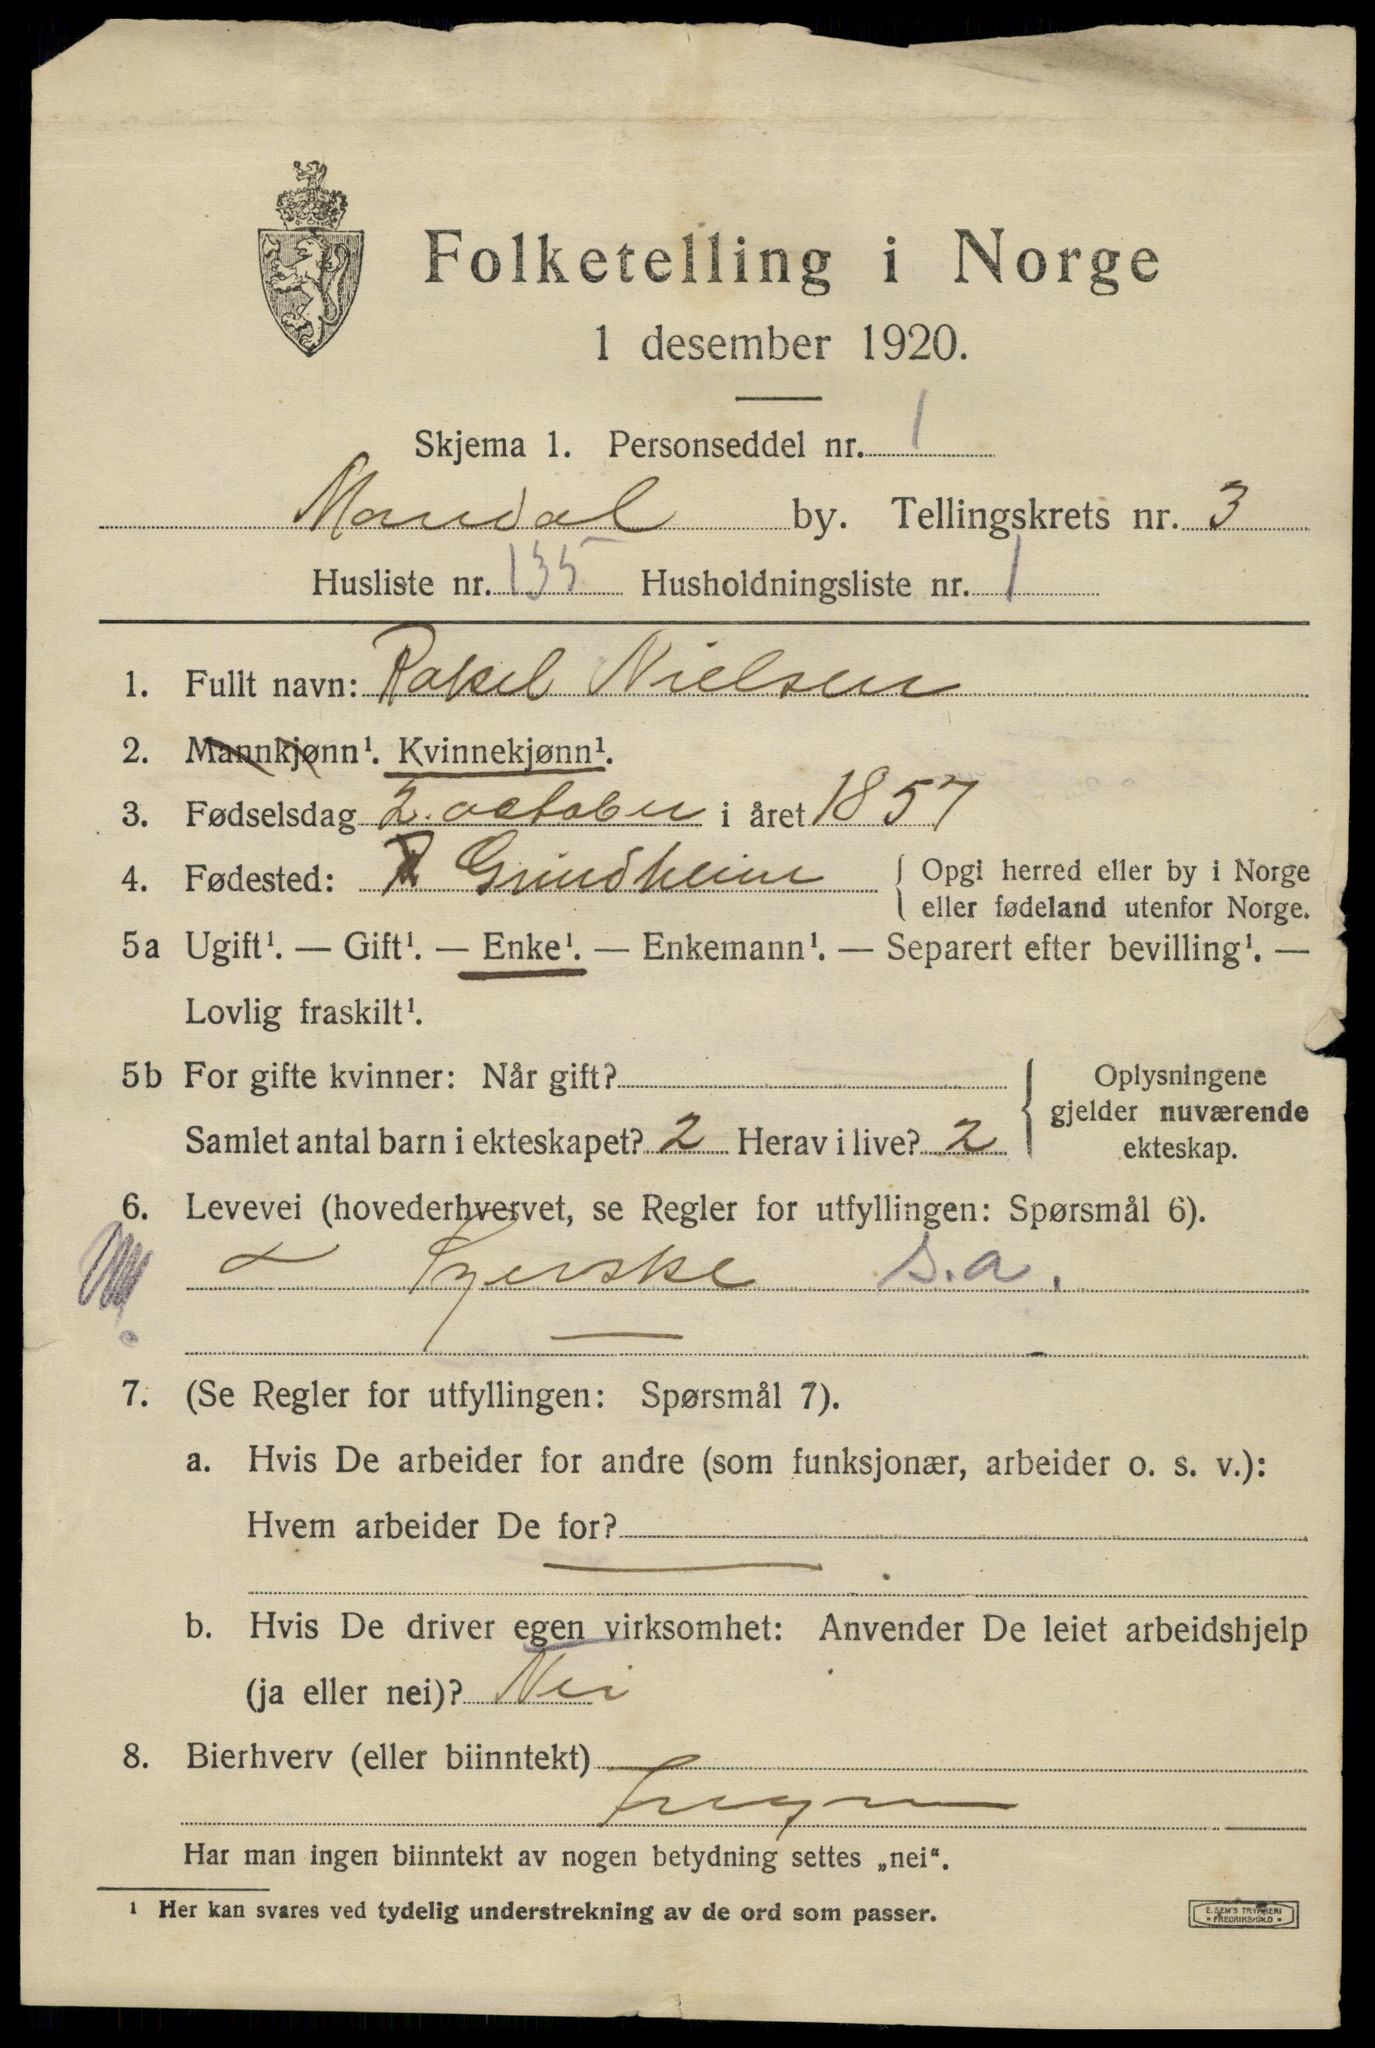 Folketelling i Norge
1 desember 1920.
Skjema 1. Personseddel nr. 1
Mandal by. Tellingskrets nr. 3
Husliste nr. 135 Husholdningsliste nr. 1
1. Fullt navn: Rakel Nielsen
2. Mannkjønn¹. Kvinnekjønn¹.
3. Fødselsdag 2. october i året 1857
4. Fødested: Grindheim { Opgi herred eller by i Norge
eller fødeland utenfor Norge.
5a Ugift¹. — Gift¹. — Enke¹. — Enkemann¹. — Separert efter bevilling¹. —
Lovlig fraskilt¹.
5b For gifte kvinner: Når gift?
Samlet antal barn i ekteskapet? 2 Herav i live? 2
{ Oplysningene
gjelder nuværende
ekteskap.
6. Levevei (hovederhvervet, se Regler for utfyllingen: Spørsmål 6).
Syerske s.a.
7. (Se Regler for utfyllingen: Spørsmål 7).
a. Hvis De arbeider for andre (som funksjonær, arbeider o. s. v.):
Hvem arbeider De for?
b. Hvis De driver egen virksomhet: Anvender De leiet arbeidshjelp
(ja eller nei)? Nei
8. Bierhverv (eller biinntekt)
Ingen
Har man ingen biinntekt av nogen betydning settes „nei“.
¹ Her kan svares ved tydelig understrekning av de ord som passer.
E. SEM'S TRYKKERI
* FREDRIKSHALD *